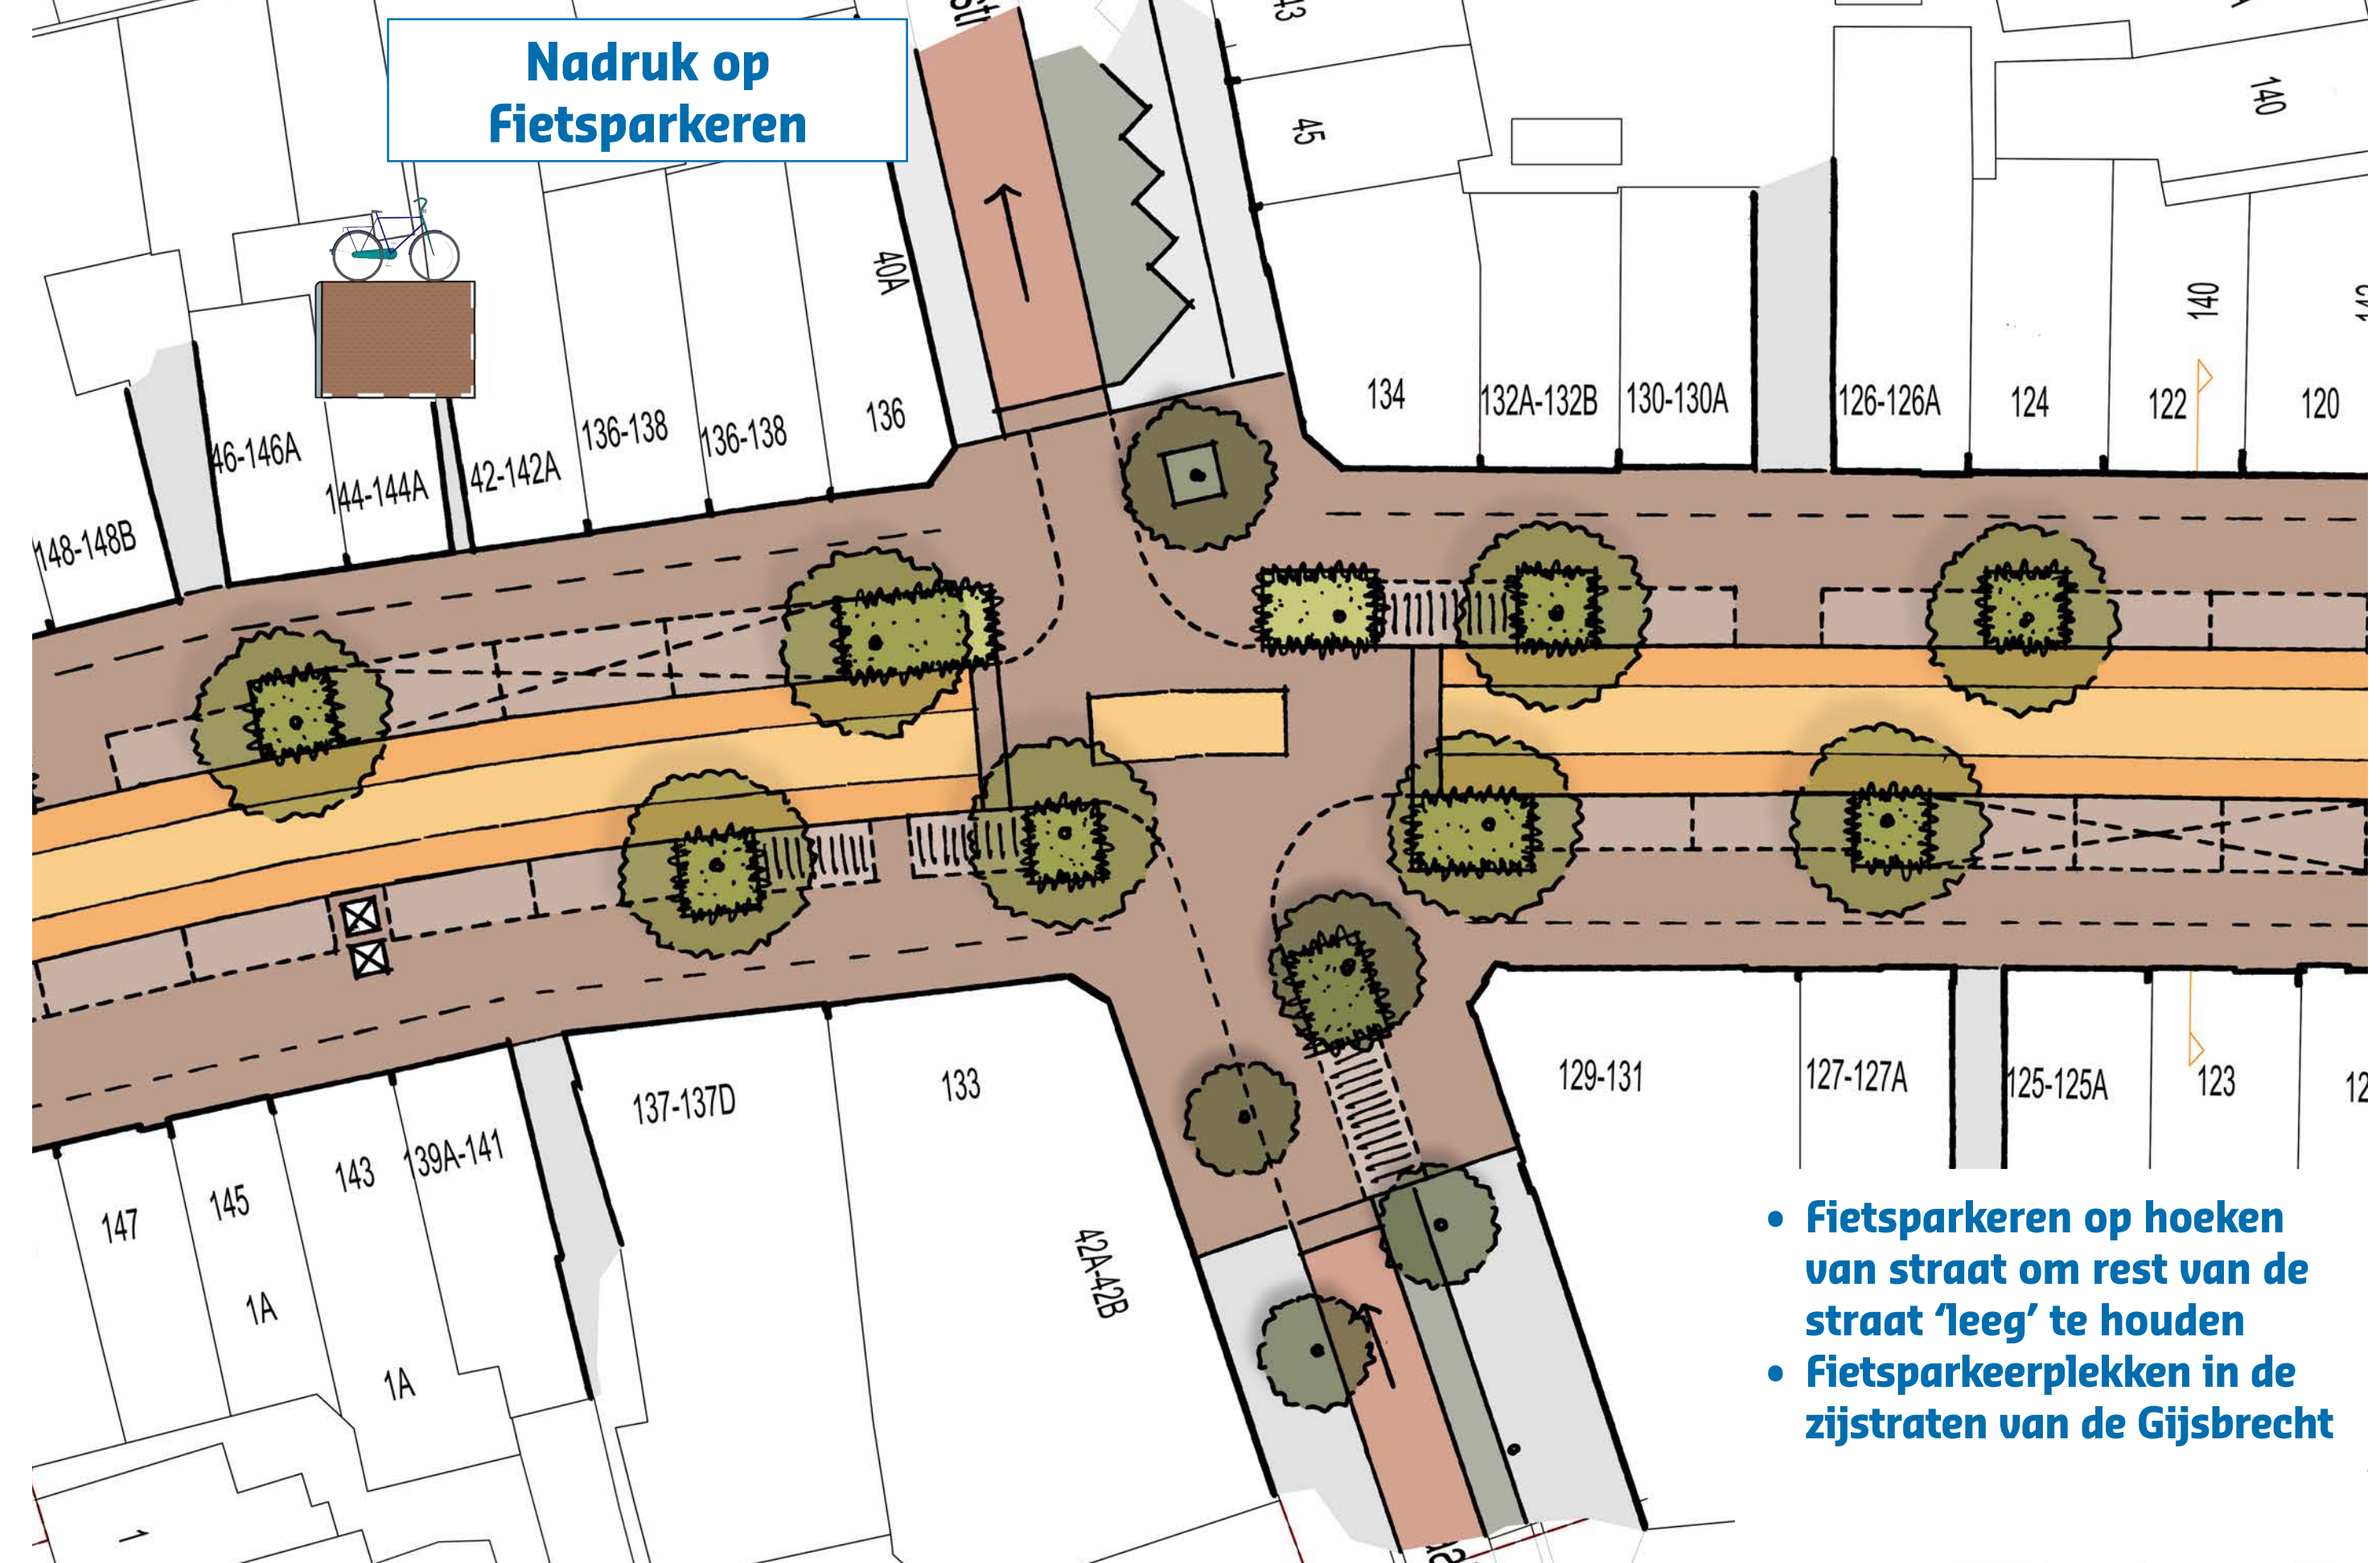 Nadruk op
fietsparkeren
43
45
140
140
40A
134
132A-132B
130-130A
126-126A
124
122
120
136
136-138
136-138
42-142A
144-144A
46-146A
148-148B
129-131
127-127A
125-125A
123
133
137-137D
139A-141
143
145
147
1A
1A
42A-42B
1
• Fietsparkeren op hoeken
van straat om rest van de
straat ‘leeg’ te houden
• Fietsparkeerplekken in de
zijstraten van de Gijsbrecht